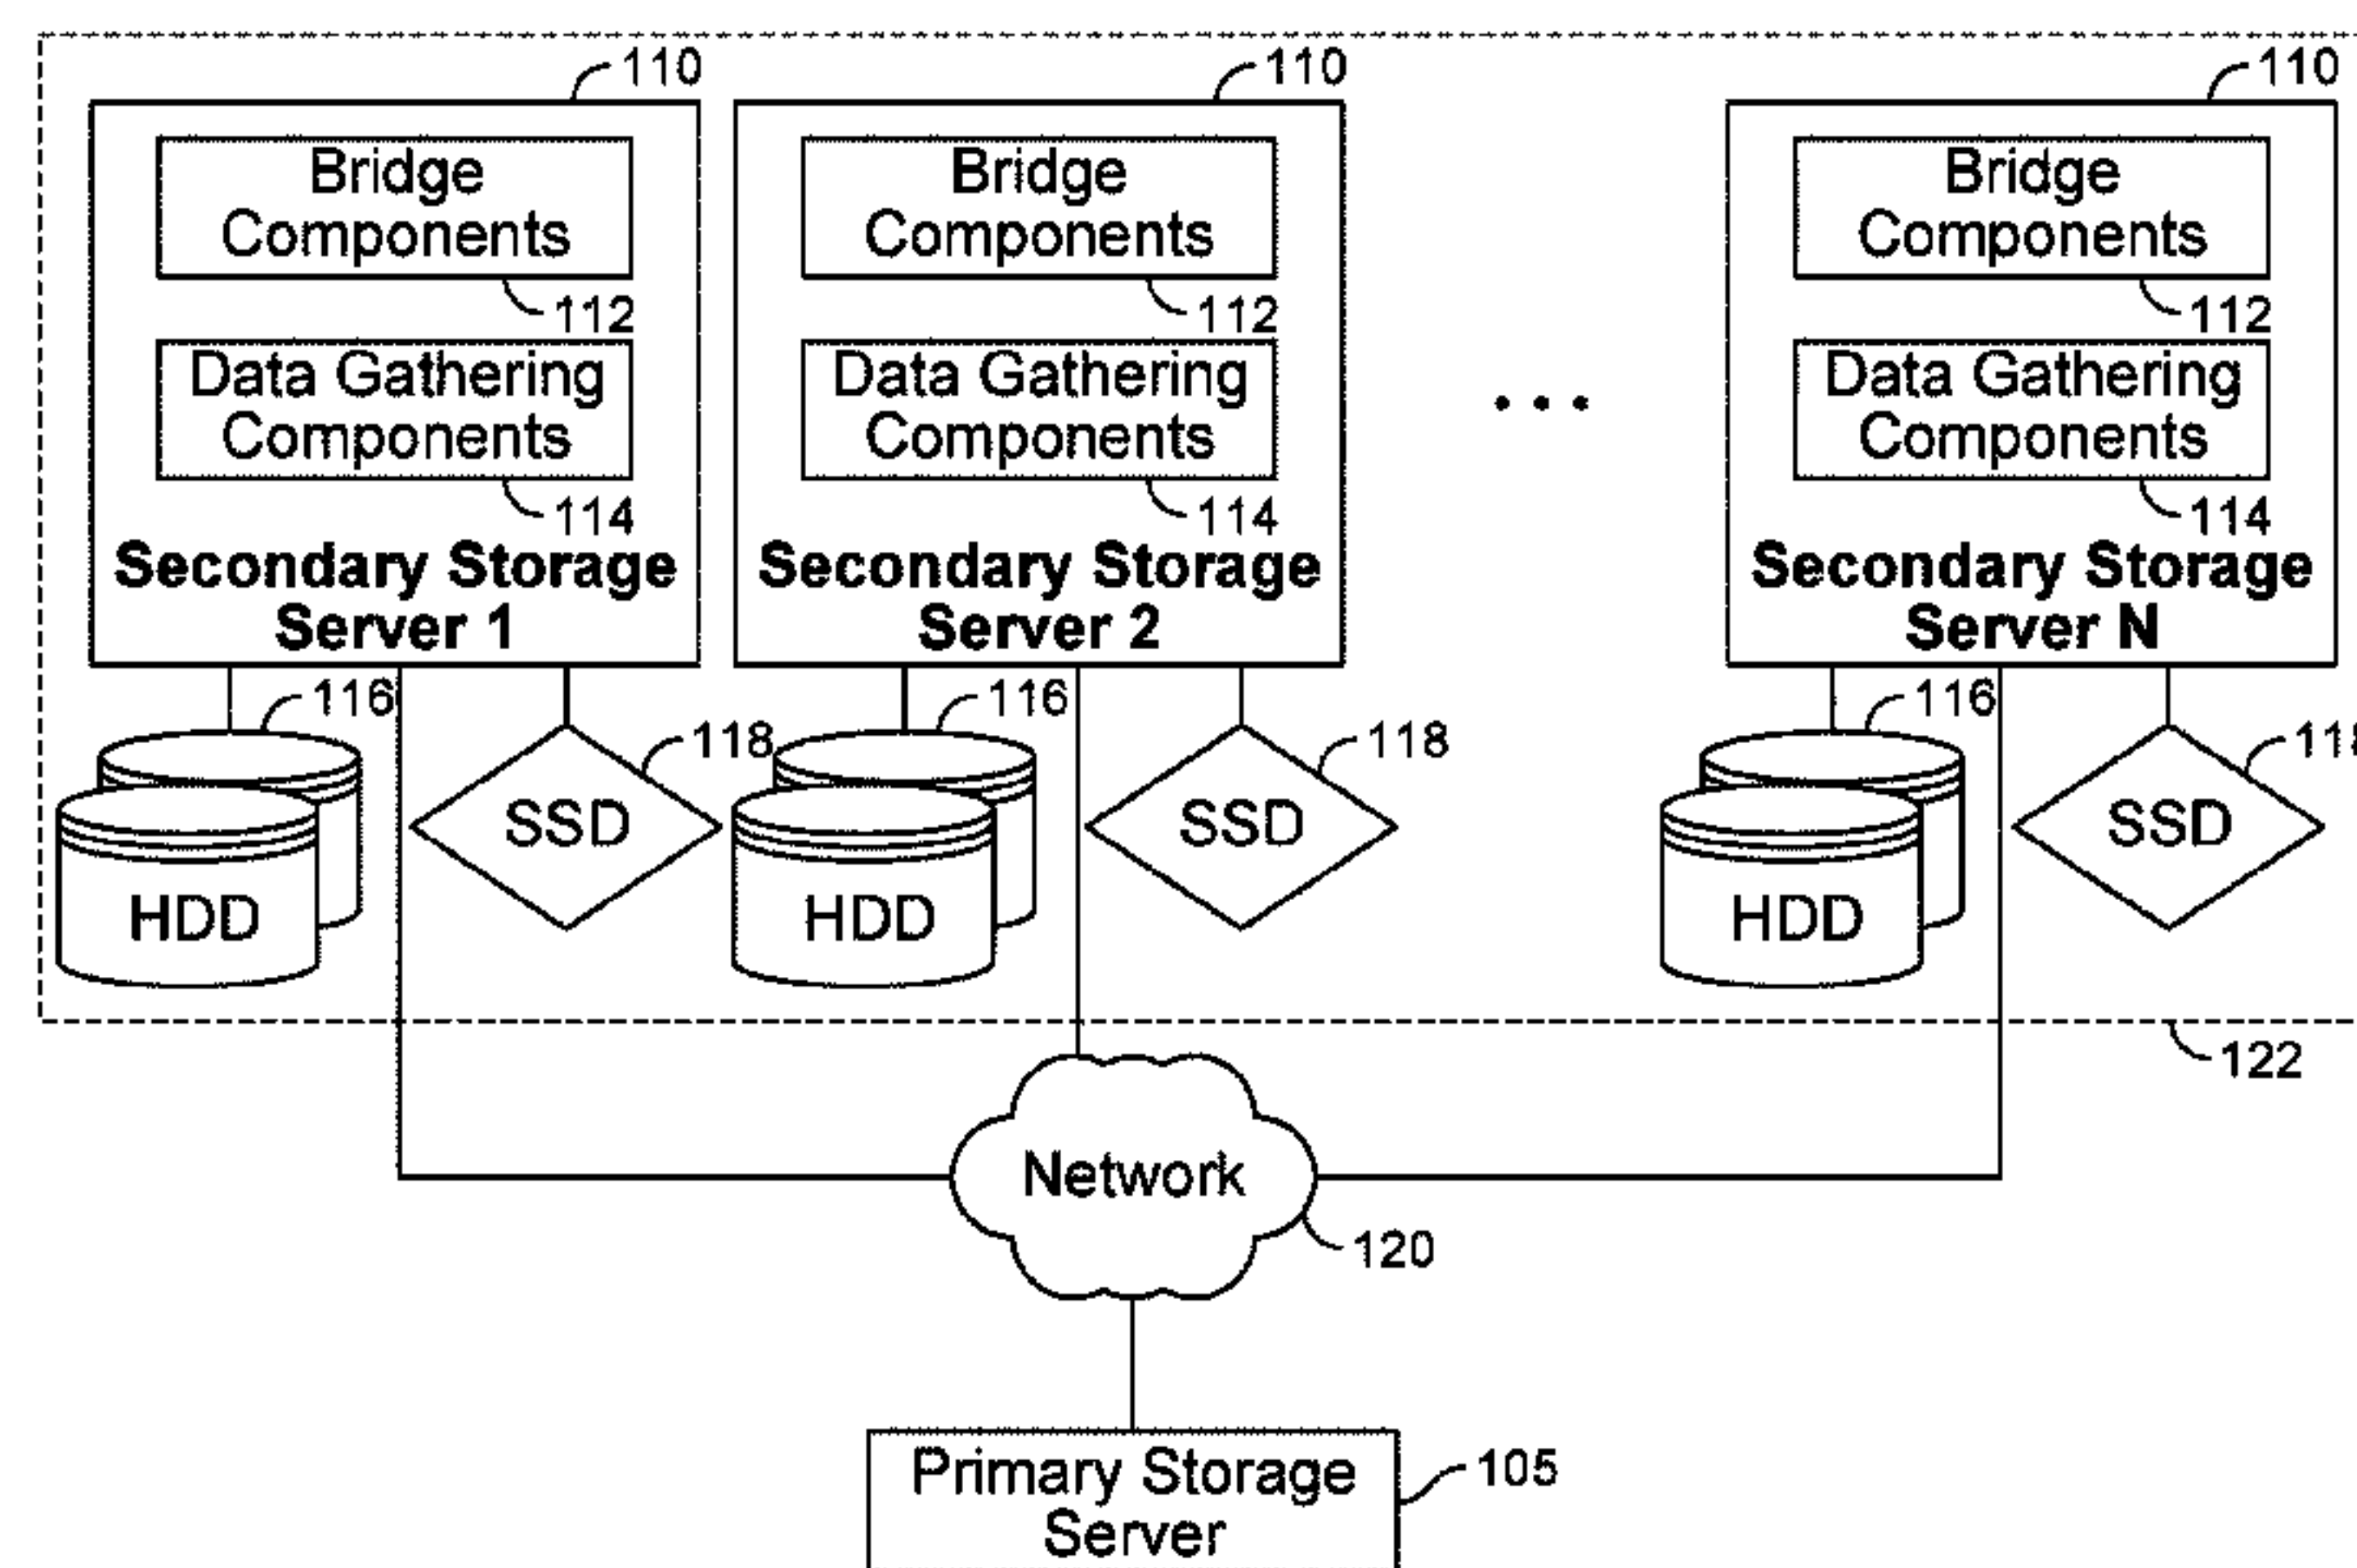 110
110
110
Bridge
Components
Bridge
Components
Bridge
Components
112
112
112
Data Gathering
Components
Data Gathering
Components
Data Gathering
Components
...
114
114
114
Secondary Storage
Server 1
Secondary Storage
Server 2
Secondary Storage
Server N
116
118
116
118
116
HDD
SSD
HDD
SSD
HDD
SSD
122
Network
120
Primary Storage
Server
105